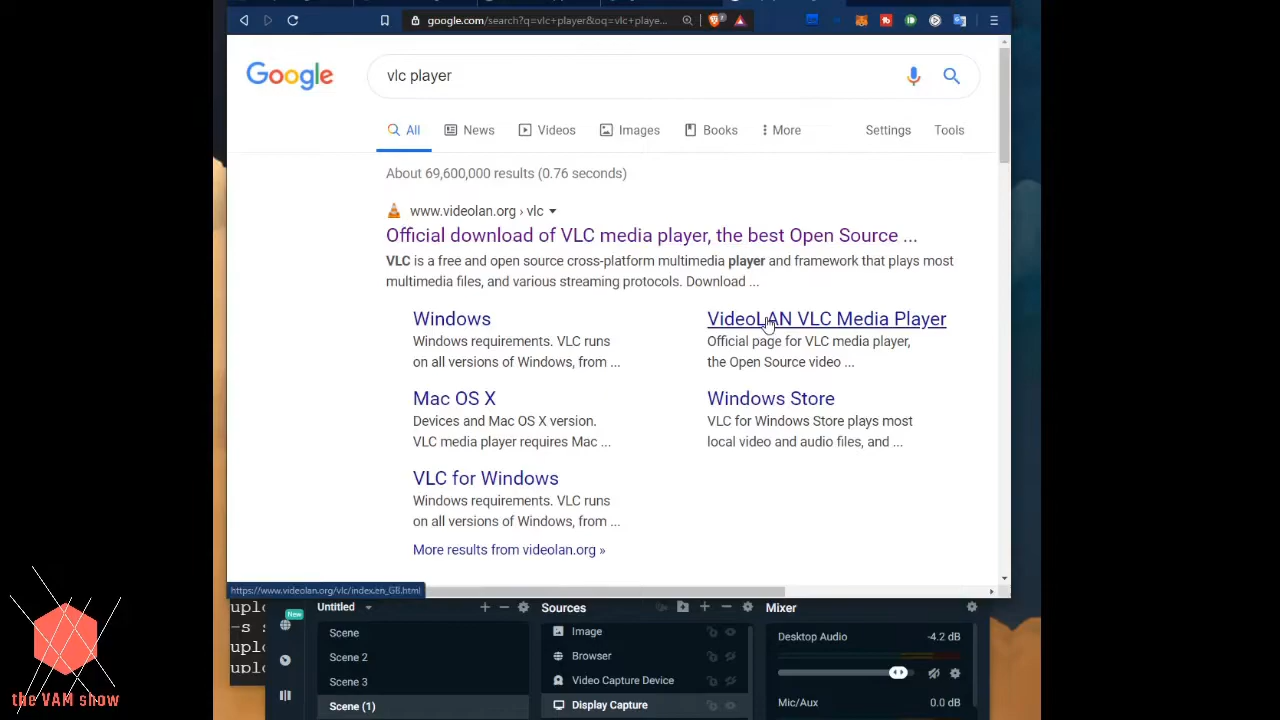 google.com/search?q=vlc+player&oq=vlc+playe...
Google
vlc player
All
News
Videos
Images
Books
More
Settings
Tools
About 69,600,000 results (0.76 seconds)
www.videolan.org › vlc
Official download of VLC media player, the best Open Source ...
VLC is a free and open source cross-platform multimedia player and framework that plays most
multimedia files, and various streaming protocols. Download ...
Windows
Windows requirements. VLC runs
on all versions of Windows, from ...
VideoLAN VLC Media Player
Official page for VLC media player,
the Open Source video ...
Mac OS X
Devices and Mac OS X version.
VLC media player requires Mac ...
Windows Store
VLC for Windows Store plays most
local video and audio files, and ...
VLC for Windows
Windows requirements. VLC runs
on all versions of Windows, from ...
More results from videolan.org »
https://www.videolan.org/vlc/index.en_GB.html
uplo
-s s
uplo
uplo
New
Untitled
Scene
Scene 2
Scene 3
Scene (1)
Sources
Image
Browser
Video Capture Device
Display Capture
Mixer
Desktop Audio
-4.2 dB
Mic/Aux
0.0 dB
the VAM show